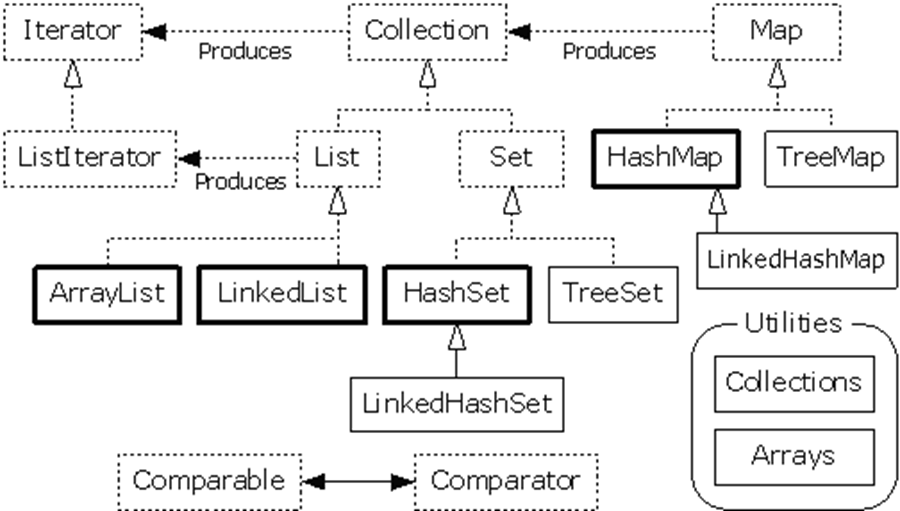 Iterator
Produces
Collection
Produces
Map
ListIterator
Produces
List
Set
HashMap
TreeMap
LinkedHashMap
ArrayList
LinkedList
HashSet
TreeSet
LinkedHashSet
Utilities
Collections
Arrays
Comparable
Comparator